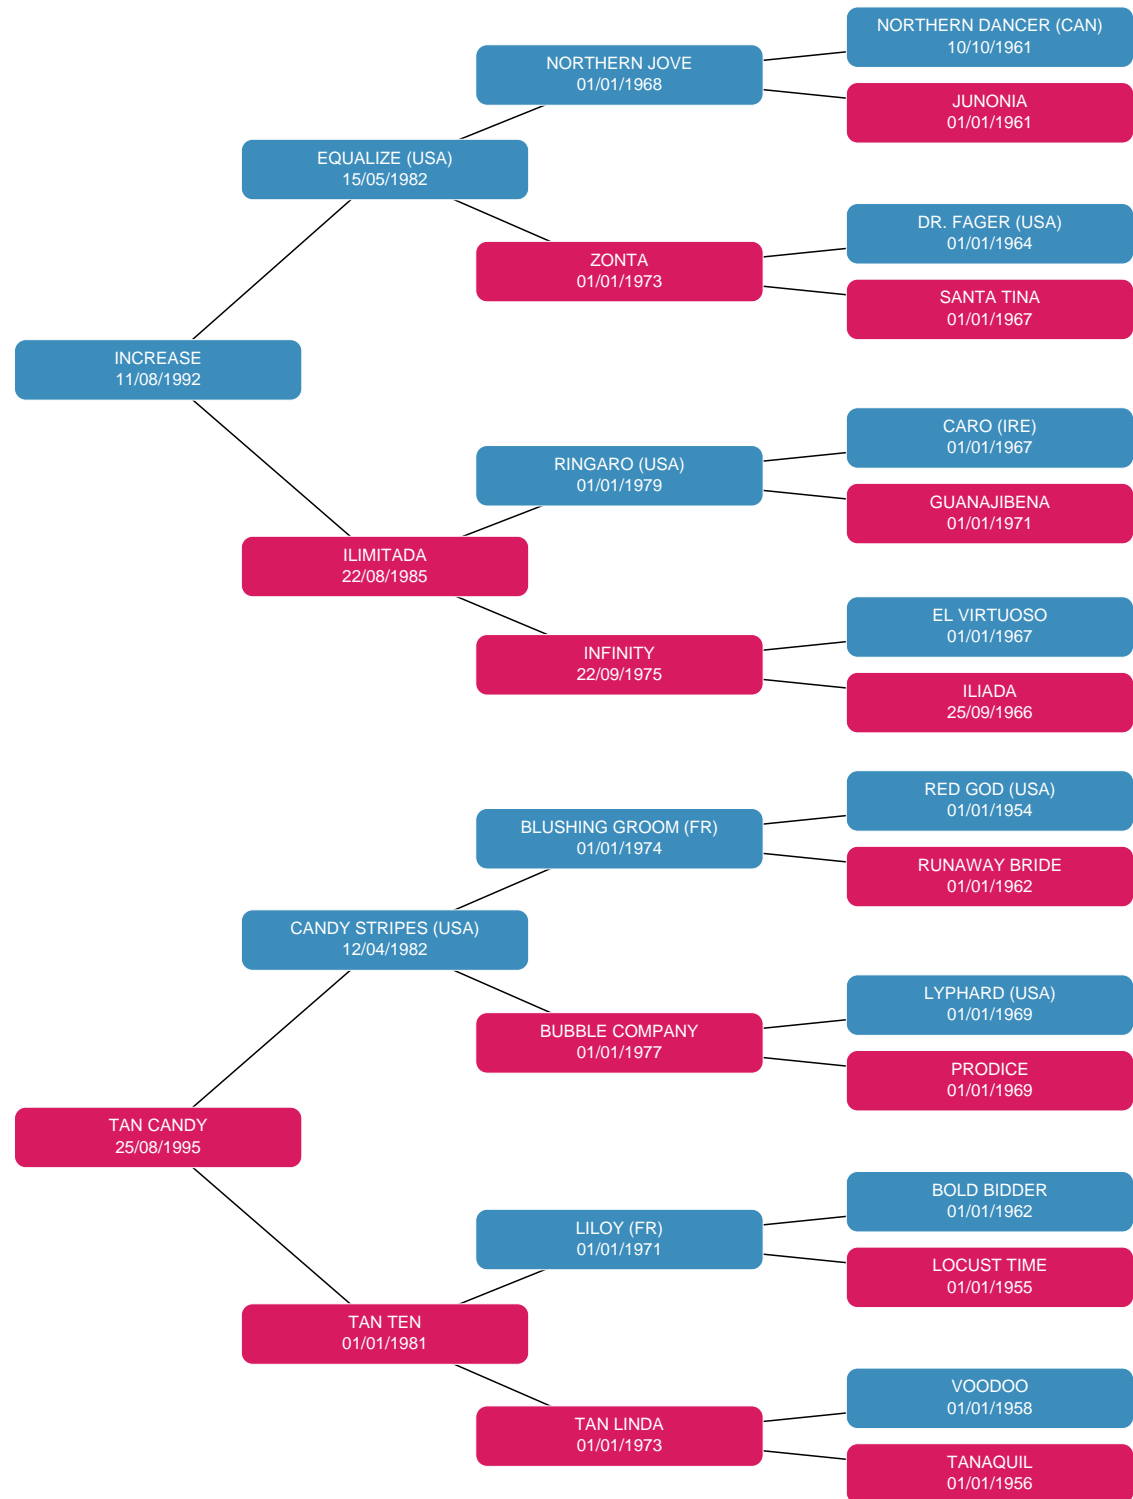 NORTHERN DANCER (CAN)
10/10/1961
NORTHERN JOVE
01/01/1968
JUNONIA
01/01/1961
EQUALIZE (USA)
15/05/1982
DR. FAGER (USA)
01/01/1964
ZONTA
01/01/1973
SANTA TINA
01/01/1967
INCREASE
11/08/1992
CARO (IRE)
01/01/1967
RINGARO (USA)
01/01/1979
GUANAJIBENA
01/01/1971
ILIMITADA
22/08/1985
EL VIRTUOSO
01/01/1967
INFINITY
22/09/1975
ILIADA
25/09/1966
RED GOD (USA)
01/01/1954
BLUSHING GROOM (FR)
01/01/1974
RUNAWAY BRIDE
01/01/1962
CANDY STRIPES (USA)
12/04/1982
LYPHARD (USA)
01/01/1969
BUBBLE COMPANY
01/01/1977
PRODICE
01/01/1969
TAN CANDY
25/08/1995
BOLD BIDDER
01/01/1962
LILOY (FR)
01/01/1971
LOCUST TIME
01/01/1955
TAN TEN
01/01/1981
VOODOO
01/01/1958
TAN LINDA
01/01/1973
TANAQUIL
01/01/1956